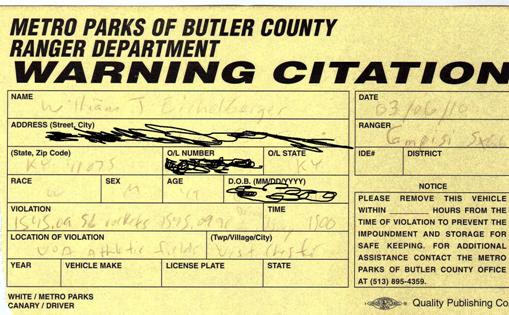 METRO PARKS OF BUTLER COUNTY
RANGER DEPARTMENT
WARNING CITATION
NAME
William J
DATE
03/06/10
ADDRESS (Street, City)
RANGER
(State, Zip Code)
O/L NUMBER
O/L STATE
IDE#
DISTRICT
KY
KY
RACE
SEX
AGE
D.O.B. (MM/DD/YYYY)
W
M
NOTICE
PLEASE REMOVE THIS VEHICLE
WITHIN ________ HOURS FROM THE
TIME OF VIOLATION TO PREVENT THE
IMPOUNDMENT AND STORAGE FOR
SAFE KEEPING. FOR ADDITIONAL
ASSISTANCE CONTACT THE METRO
PARKS OF BUTLER COUNTY OFFICE
AT (513) 895-4359.
VIOLATION
TIME
LOCATION OF VIOLATION
(Twp/Village/City)
VOA athletic fields
West Chester
YEAR
VEHICLE MAKE
LICENSE PLATE
STATE
WHITE / METRO PARKS
CANARY / DRIVER
Quality Publishing Co